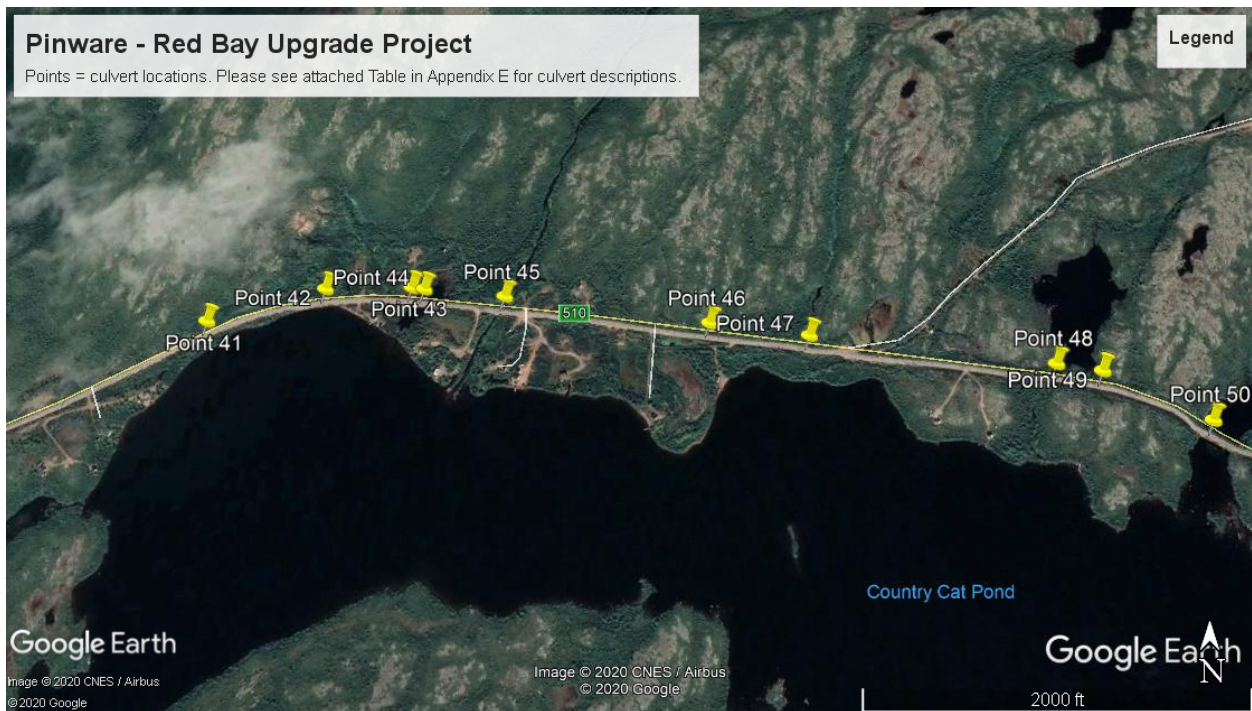 Pinware - Red Bay Upgrade Project
Points = culvert locations. Please see attached Table in Appendix E for culvert descriptions.
Legend
Point 41
Point 42
Point 44
Point 43
Point 45
510
Point 46
Point 47
Point 48
Point 49
Point 50
Country Cat Pond
Google Earth
Image © 2020 CNES / Airbus
© 2020 Google
Image © 2020 CNES / Airbus
© 2020 Google
Google Earth
N
2000 ft